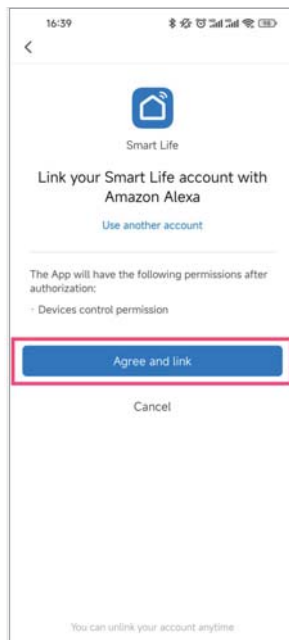 16:39
Smart Life
Link your Smart Life account with
Amazon Alexa
Use another account
The App will have the following permissions after
authorization:
- Devices control permission
Agree and link
Cancel
You can unlink your account anytime